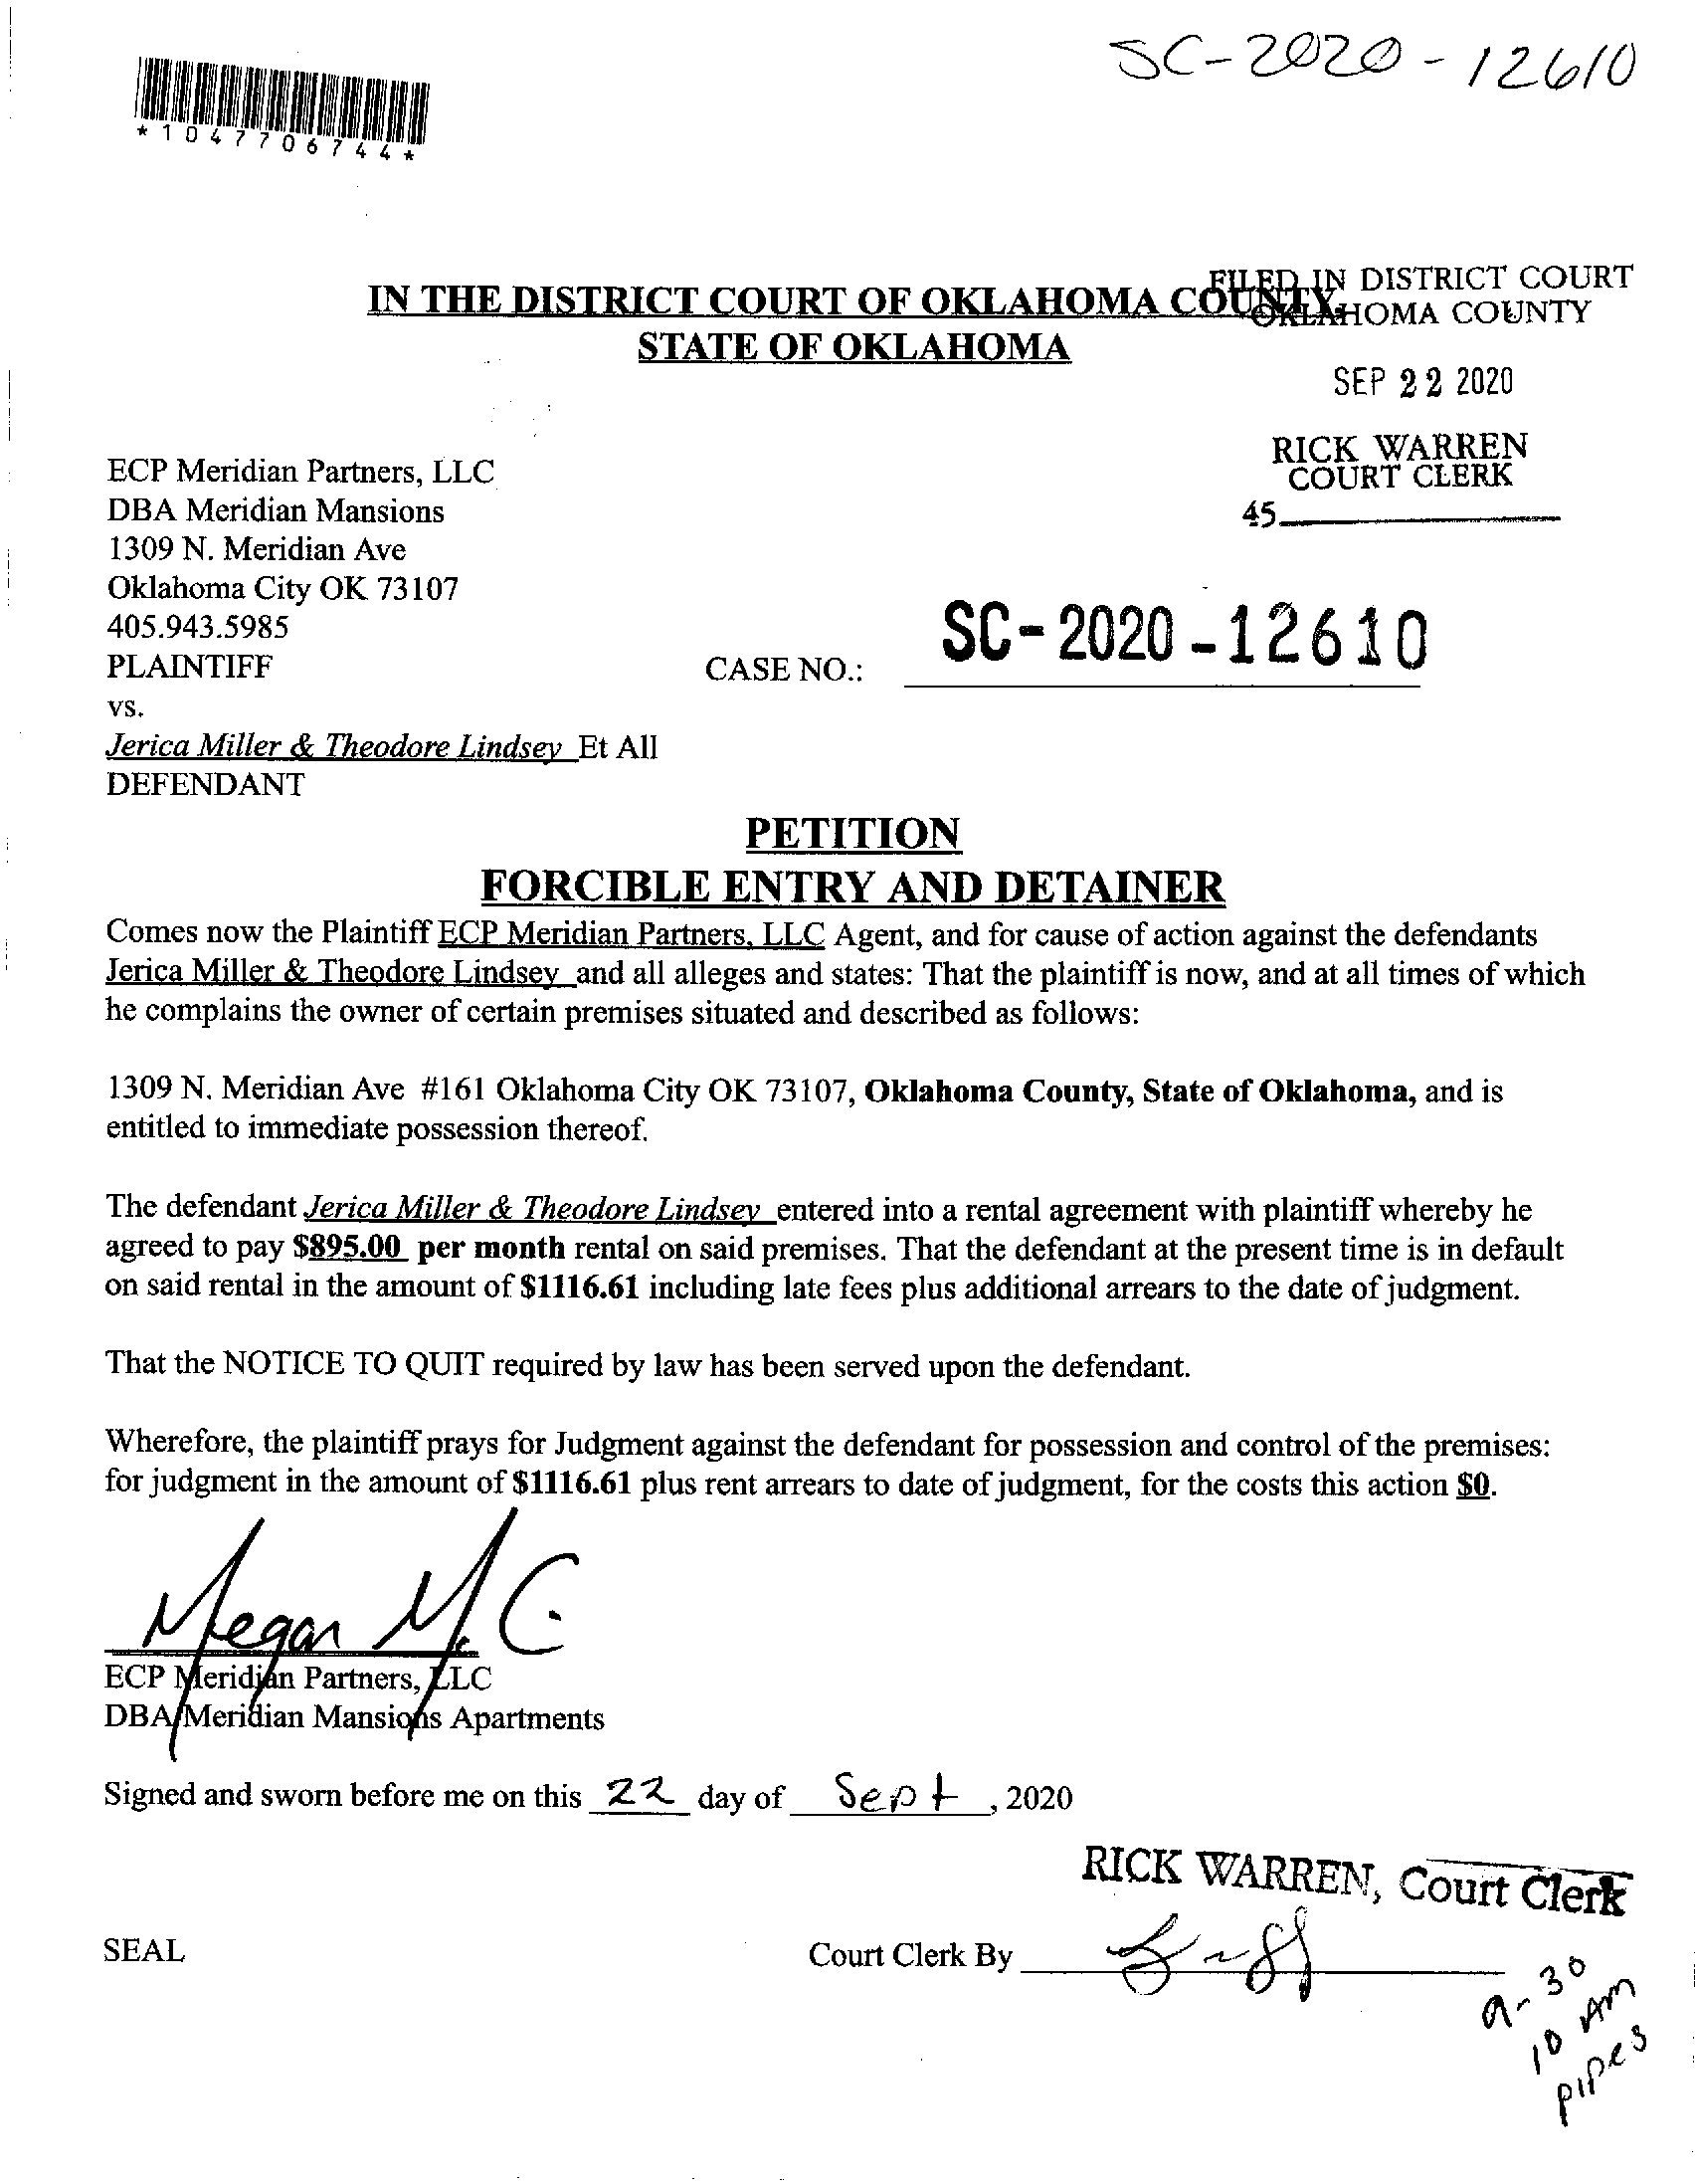 SC-2020-12610
*1047706744*
IN THE DISTRICT COURT OF OKLAHOMA COUNTY
STATE OF OKLAHOMA
FILED IN DISTRICT COURT
OKLAHOMA COUNTY
SEP 22 2020
RICK WARREN
COURT CLERK
45
ECP Meridian Partners, LLC
DBA Meridian Mansions
1309 N. Meridian Ave
Oklahoma City OK 73107
405.943.5985
PLAINTIFF
CASE NO.: SC-2020-12610
vs.
Jerica Miller & Theodore Lindsey Et All
DEFENDANT
PETITION
FORCIBLE ENTRY AND DETAINER
Comes now the Plaintiff ECP Meridian Partners, LLC Agent, and for cause of action against the defendants
Jerica Miller & Theodore Lindsey and all alleges and states: That the plaintiff is now, and at all times of which
he complains the owner of certain premises situated and described as follows:
1309 N. Meridian Ave #161 Oklahoma City OK 73107, Oklahoma County, State of Oklahoma, and is
entitled to immediate possession thereof.
The defendant Jerica Miller & Theodore Lindsey entered into a rental agreement with plaintiff whereby he
agreed to pay $895.00 per month rental on said premises. That the defendant at the present time is in default
on said rental in the amount of $1116.61 including late fees plus additional arrears to the date of judgment.
That the NOTICE TO QUIT required by law has been served upon the defendant.
Wherefore, the plaintiff prays for Judgment against the defendant for possession and control of the premises:
for judgment in the amount of $1116.61 plus rent arrears to date of judgment, for the costs this action $0.
Megan Mc C.
ECP Meridian Partners, LLC
DBA Meridian Mansions Apartments
Signed and sworn before me on this 22 day of Sept, 2020
RICK WARREN, Court Clerk
SEAL
Court Clerk By
9-30
10 AM
pipes